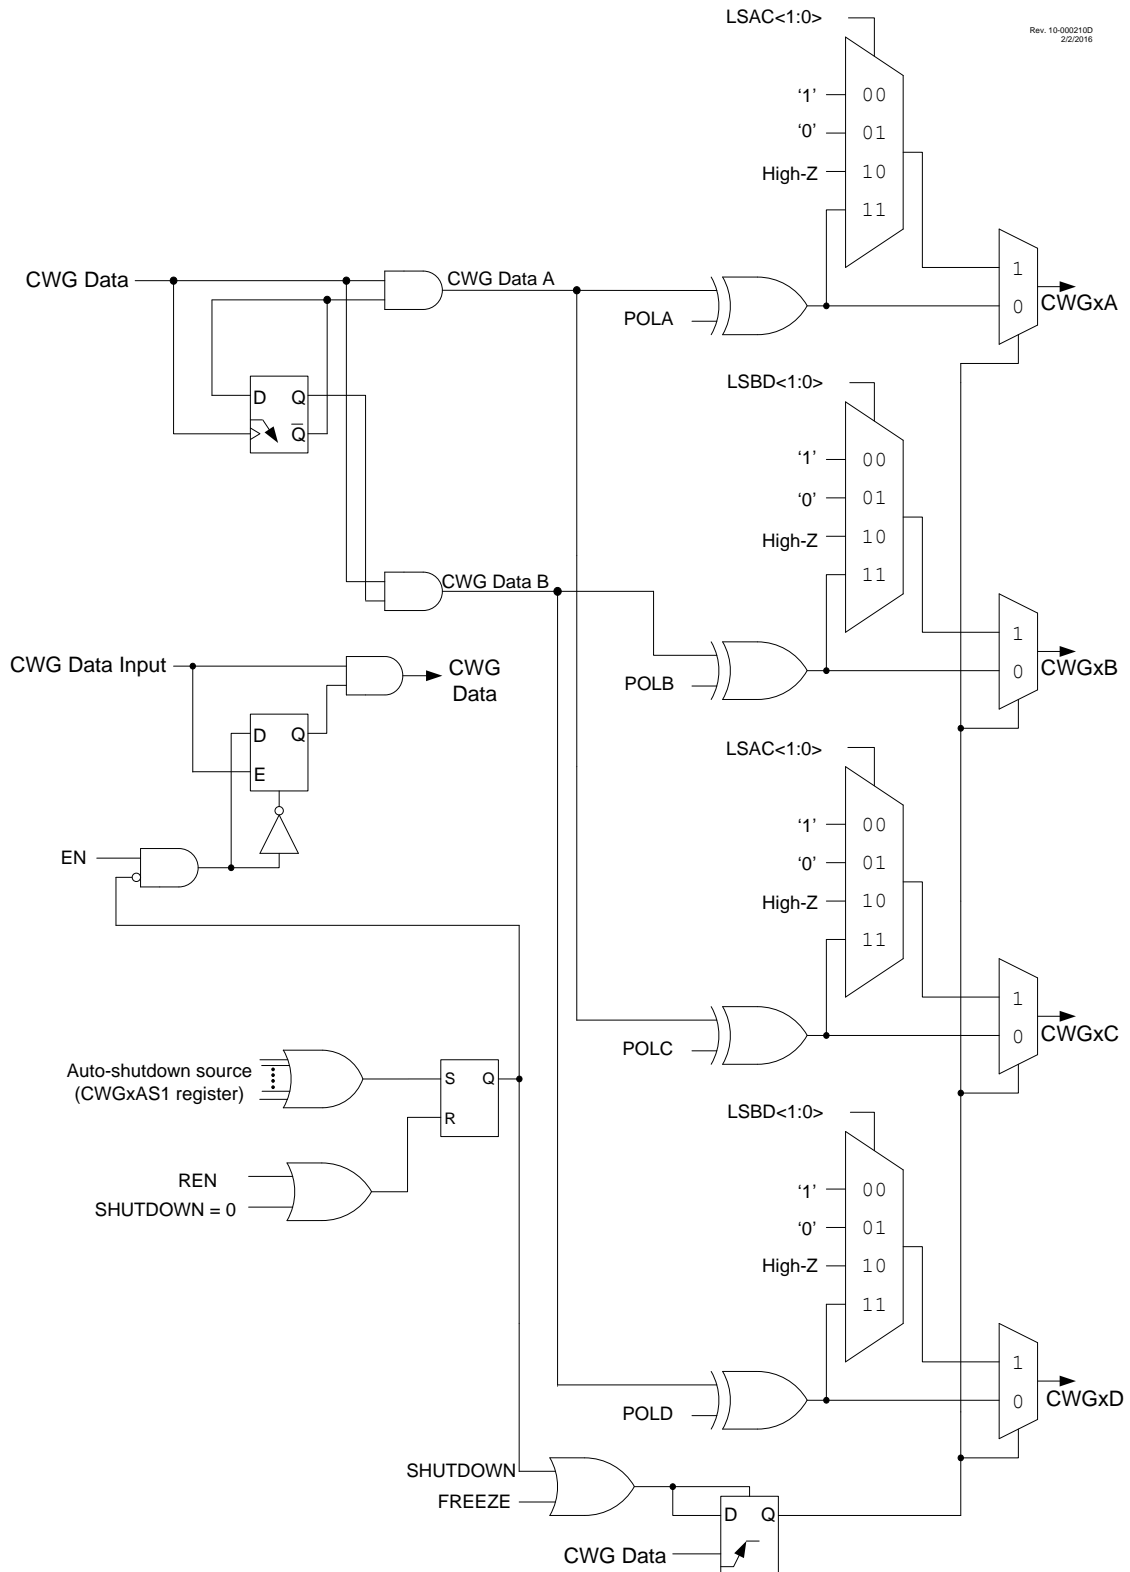 LSAC<1:0>
Rev. 10-000210D
2/2/2016
'1'
00
'0'
01
High-Z
10
11
CWG Data
CWG Data A
1
CWGxA
POLA
0
D Q
Q̅
LSBD<1:0>
'1'
00
'0'
01
High-Z
10
11
CWG Data B
CWG Data Input
CWG
Data
1
CWGxB
POLB
0
D Q
E
LSAC<1:0>
'1'
00
EN
'0'
01
High-Z
10
11
1
CWGxC
POLC
0
Auto-shutdown source
(CWGxAS1 register)
S Q
R
LSBD<1:0>
REN
SHUTDOWN = 0
'1'
00
'0'
01
High-Z
10
11
1
CWGxD
POLD
0
SHUTDOWN
FREEZE
D Q
CWG Data